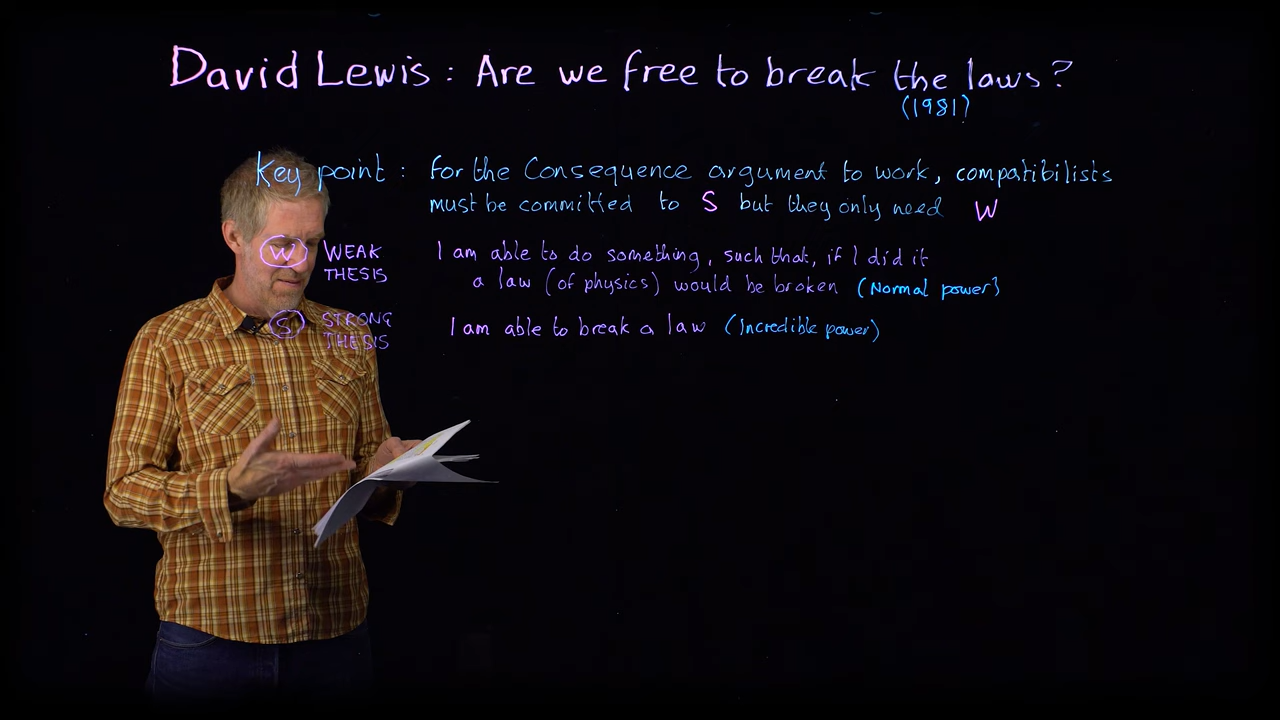 David Lewis: Are we free to break the laws?
(1981)
Key point: For the Consequence argument to work, compatibilists
must be committed to S but they only need W
W WEAK THESIS I am able to do something, such that, if I did it
a law (of physics) would be broken (Normal power)
S STRONG THESIS I am able to break a law (Incredible power)